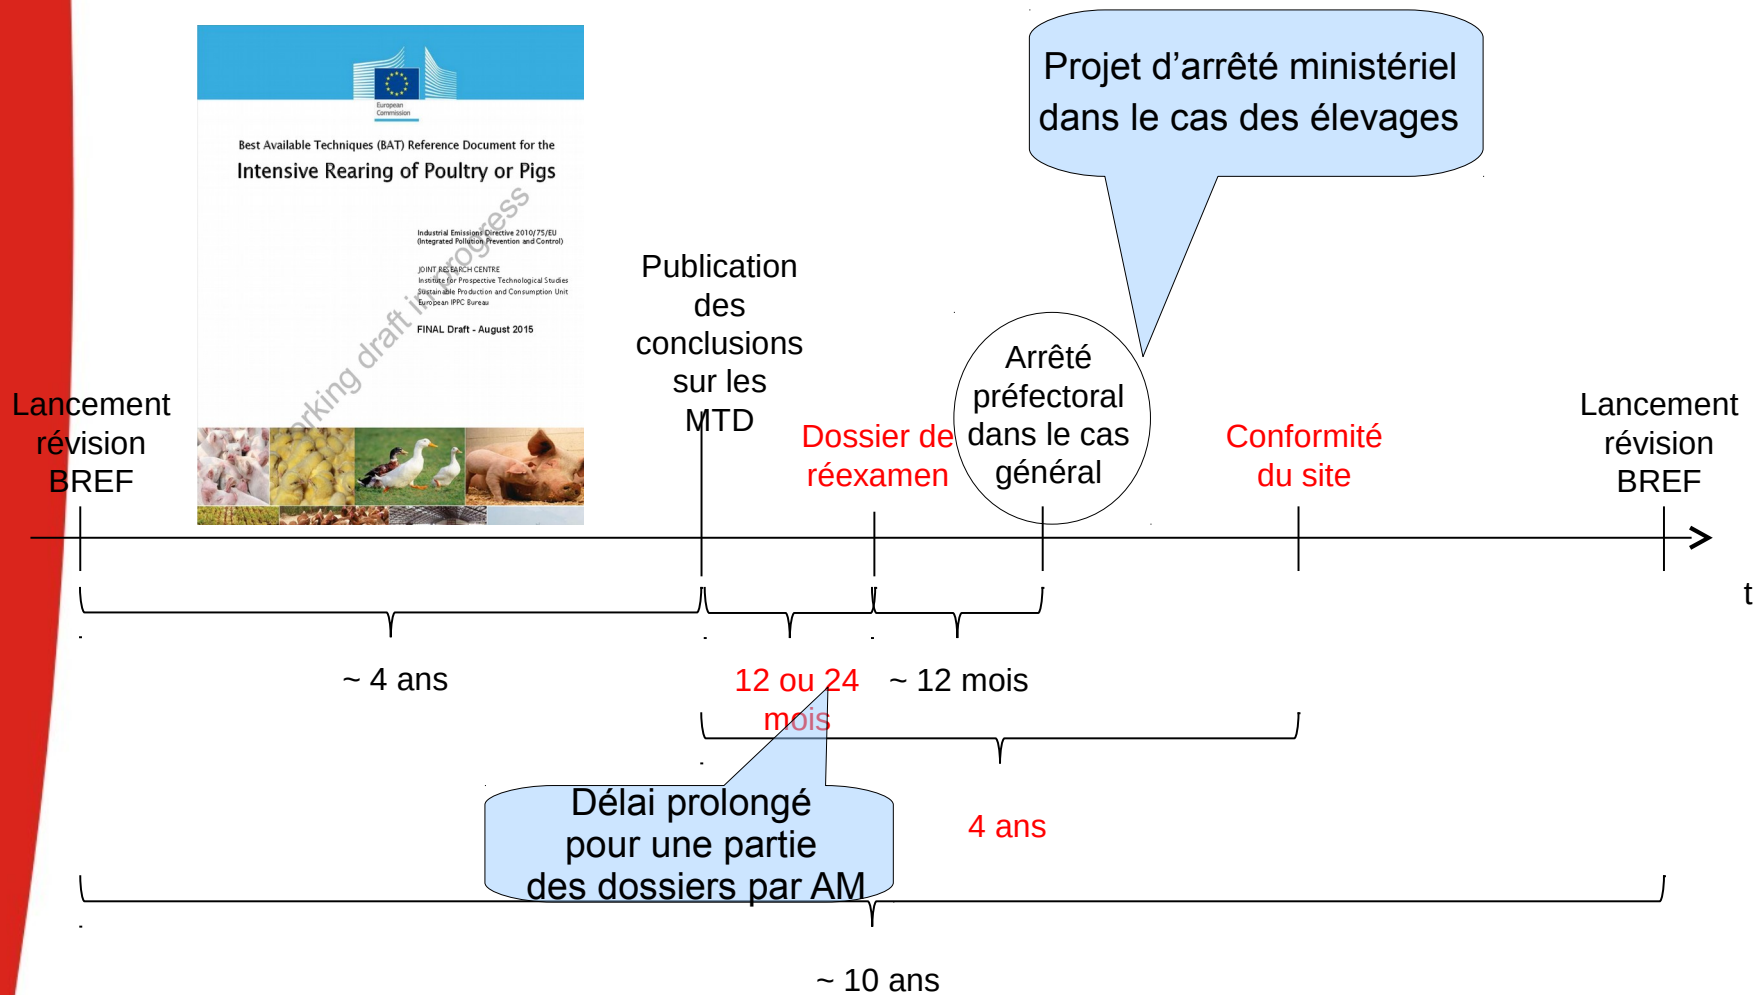 European
Commission
Best Available Techniques (BAT) Reference Document for the
Intensive Rearing of Poultry or Pigs
Industrial Emissions Directive 2010/75/EU
(Integrated Pollution Prevention and Control)
JOINT RESEARCH CENTRE
Institute for Prospective Technological Studies
Sustainable Production and Consumption Unit
European IPPC Bureau
FINAL Draft - August 2015
orking draft in progress
Projet d’arrêté ministériel
dans le cas des élevages
Lancement
révision
BREF
Publication
des
conclusions
sur les
MTD
Dossier de
réexamen
Arrêté
préfectoral
dans le cas
général
Conformité
du site
Lancement
révision
BREF
t
~ 4 ans
12 ou 24
mois
~ 12 mois
Délai prolongé
pour une partie
des dossiers par AM
4 ans
~ 10 ans